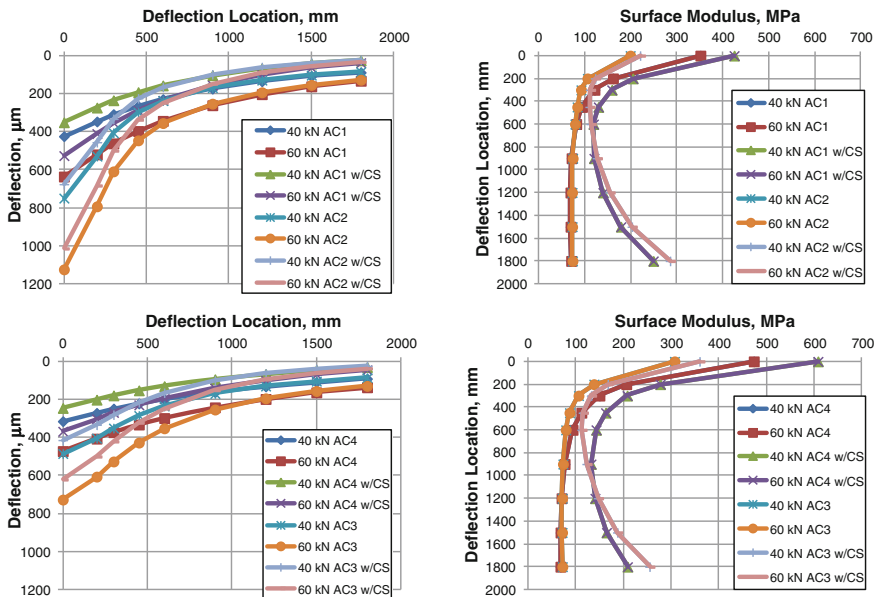 Deflection Location, mm
0 500 1000 1500 2000
0
200
400
600
800
1000
1200
Deflection, µm
40 kN AC1
60 kN AC1
40 kN AC1 w/CS
60 kN AC1 w/CS
40 kN AC2
60 kN AC2
40 kN AC2 w/CS
60 kN AC2 w/CS
Surface Modulus, MPa
0 100 200 300 400 500 600 700
0
200
400
600
800
1000
1200
1400
1600
1800
2000
Deflection Location, mm
40 kN AC1
60 kN AC1
40 kN AC1 w/CS
60 kN AC1 w/CS
40 kN AC2
60 kN AC2
40 kN AC2 w/CS
60 kN AC2 w/CS
Deflection Location, mm
0 500 1000 1500 2000
0
200
400
600
800
1000
1200
Deflection, µm
40 kN AC4
60 kN AC4
40 kN AC4 w/CS
60 kN AC4 w/CS
40 kN AC3
60 kN AC3
40 kN AC3 w/CS
60 kN AC3 w/CS
Surface Modulus, MPa
0 100 200 300 400 500 600 700
0
200
400
600
800
1000
1200
1400
1600
1800
2000
Deflection Location, mm
40 kN AC4
60 kN AC4
40 kN AC4 w/CS
60 kN AC4 w/CS
40 kN AC3
60 kN AC3
40 kN AC3 w/CS
60 kN AC3 w/CS